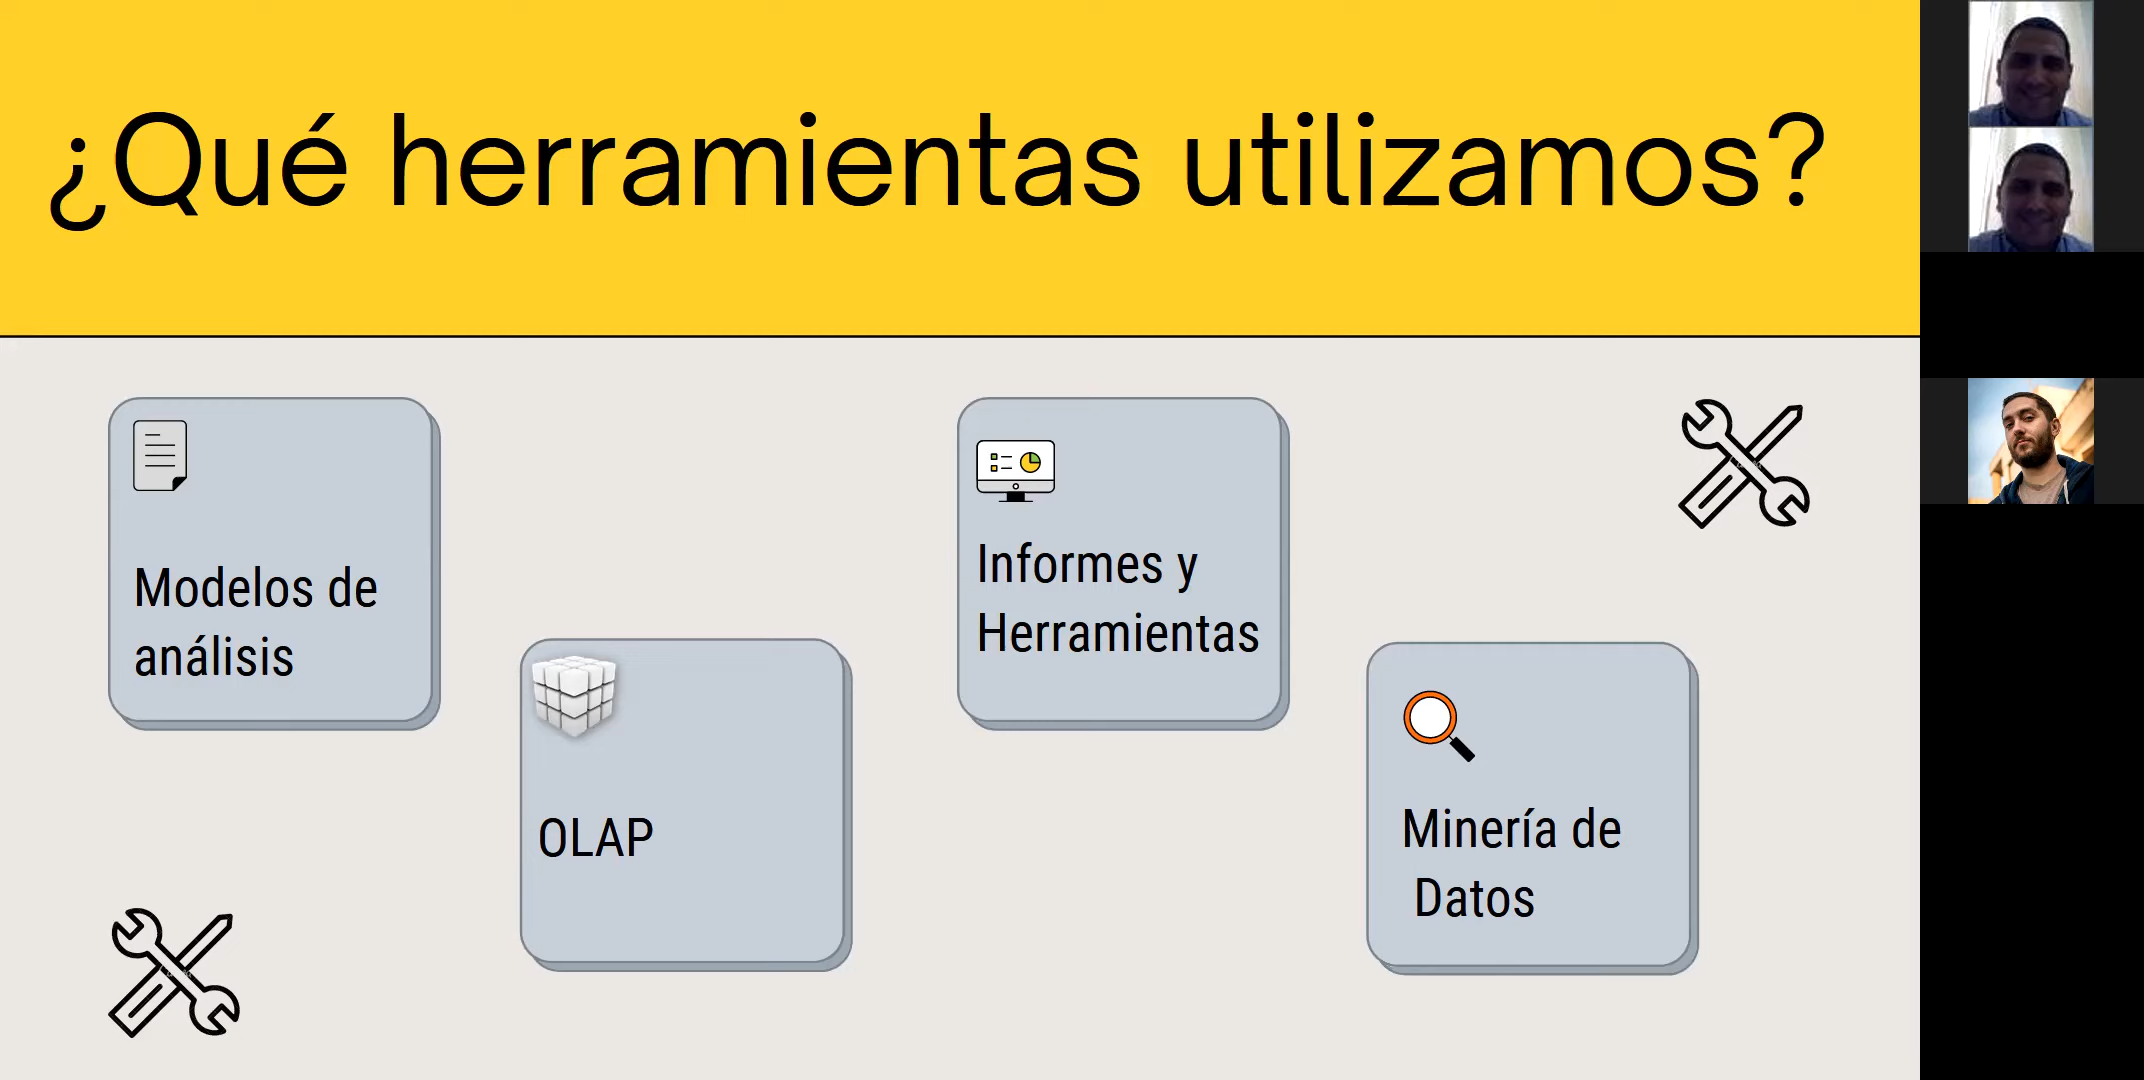 ¿Qué herramientas utilizamos?
Modelos de
análisis
OLAP
Informes y
Herramientas
Minería de
Datos